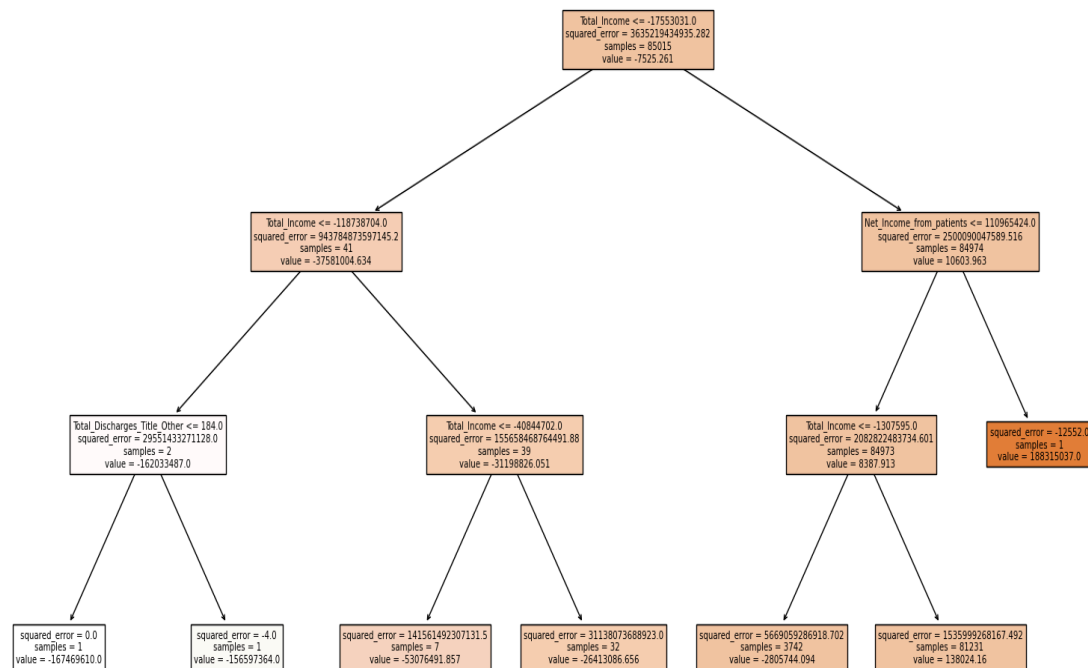 Total_Income <= -17553031.0
squared_error = 3635219434935.282
samples = 85015
value = -7525.261
Total_Income <= -118738704.0
squared_error = 943784873597145.2
samples = 41
value = -37581004.634
Net_Income_from_patients <= 110965424.0
squared_error = 2500090047589.516
samples = 84974
value = 10603.963
Total_Discharges_Title_Other <= 184.0
squared_error = 29551433271128.0
samples = 2
value = -162033487.0
Total_Income <= -40844702.0
squared_error = 155658468764491.88
samples = 39
value = -31198826.051
Total_Income <= -1307595.0
squared_error = 2082822483734.601
samples = 84973
value = 8387.913
squared_error = -12552.0
samples = 1
value = 188315037.0
squared_error = 0.0
samples = 1
value = -167469610.0
squared_error = -4.0
samples = 1
value = -156597364.0
squared_error = 141561492307131.5
samples = 7
value = -53076491.857
squared_error = 31138073688923.0
samples = 32
value = -26413086.656
squared_error = 5669059286918.702
samples = 3742
value = -2805744.094
squared_error = 1535999268167.492
samples = 81231
value = 138024.16